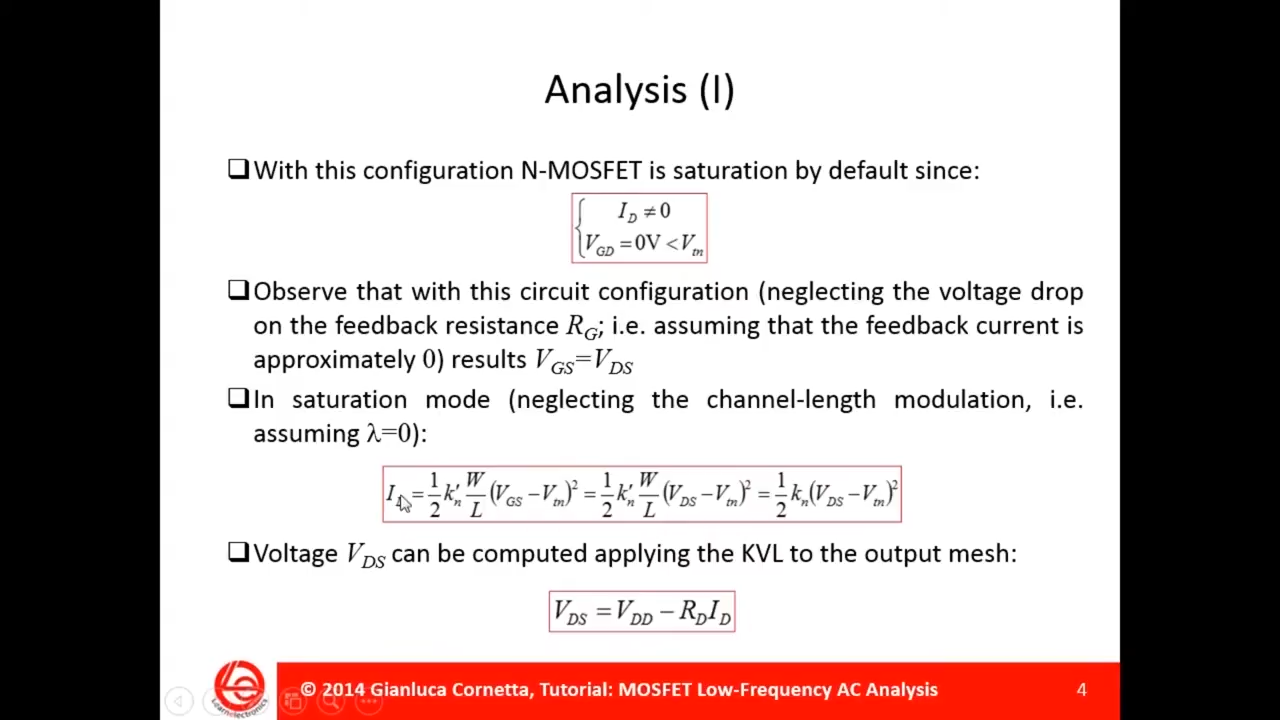 Analysis (I)
❑With this configuration N-MOSFET is saturation by default since:
I_D ≠ 0
V_GD = 0V < V_tn
❑Observe that with this circuit configuration (neglecting the voltage drop
on the feedback resistance R_G; i.e. assuming that the feedback current is
approximately 0) results V_GS=V_DS
❑In saturation mode (neglecting the channel-length modulation, i.e.
assuming λ=0):
I_D = 1/2 k'_n W/L (V_GS − V_tn)² = 1/2 k'_n W/L (V_DS − V_tn)² = 1/2 k_n (V_DS − V_tn)²
❑Voltage V_DS can be computed applying the KVL to the output mesh:
V_DS = V_DD − R_D I_D
Learnelectronics
© 2014 Gianluca Cornetta, Tutorial: MOSFET Low-Frequency AC Analysis
4